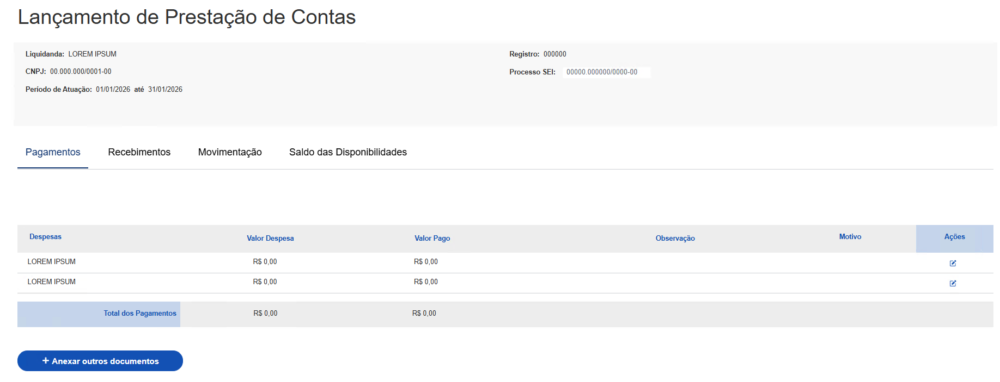 Lançamento de Prestação de Contas
Liquidanda: LOREM IPSUM
Registro: 000000
CNPJ: 00.000.000/0001-00
Processo SEI: 00000.000000/0000-00
Período de Atuação: 01/01/2026 até 31/01/2026
Pagamentos Recebimentos Movimentação Saldo das Disponibilidades
Despesas Valor Despesa Valor Pago Observação Motivo Ações
LOREM IPSUM R$ 0,00 R$ 0,00
LOREM IPSUM R$ 0,00 R$ 0,00
Total dos Pagamentos R$ 0,00 R$ 0,00
+ Anexar outros documentos